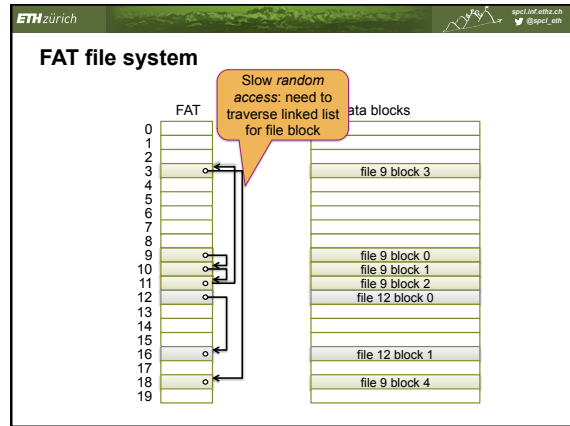 ETHzürich
spcl.inf.ethz.ch
@spcl_eth
FAT file system
Slow random
access: need to
traverse linked list
for file block
FAT
ata blocks
0
1
2
3
file 9 block 3
4
5
6
7
8
9
file 9 block 0
10
file 9 block 1
11
file 9 block 2
12
file 12 block 0
13
14
15
16
file 12 block 1
17
18
file 9 block 4
19